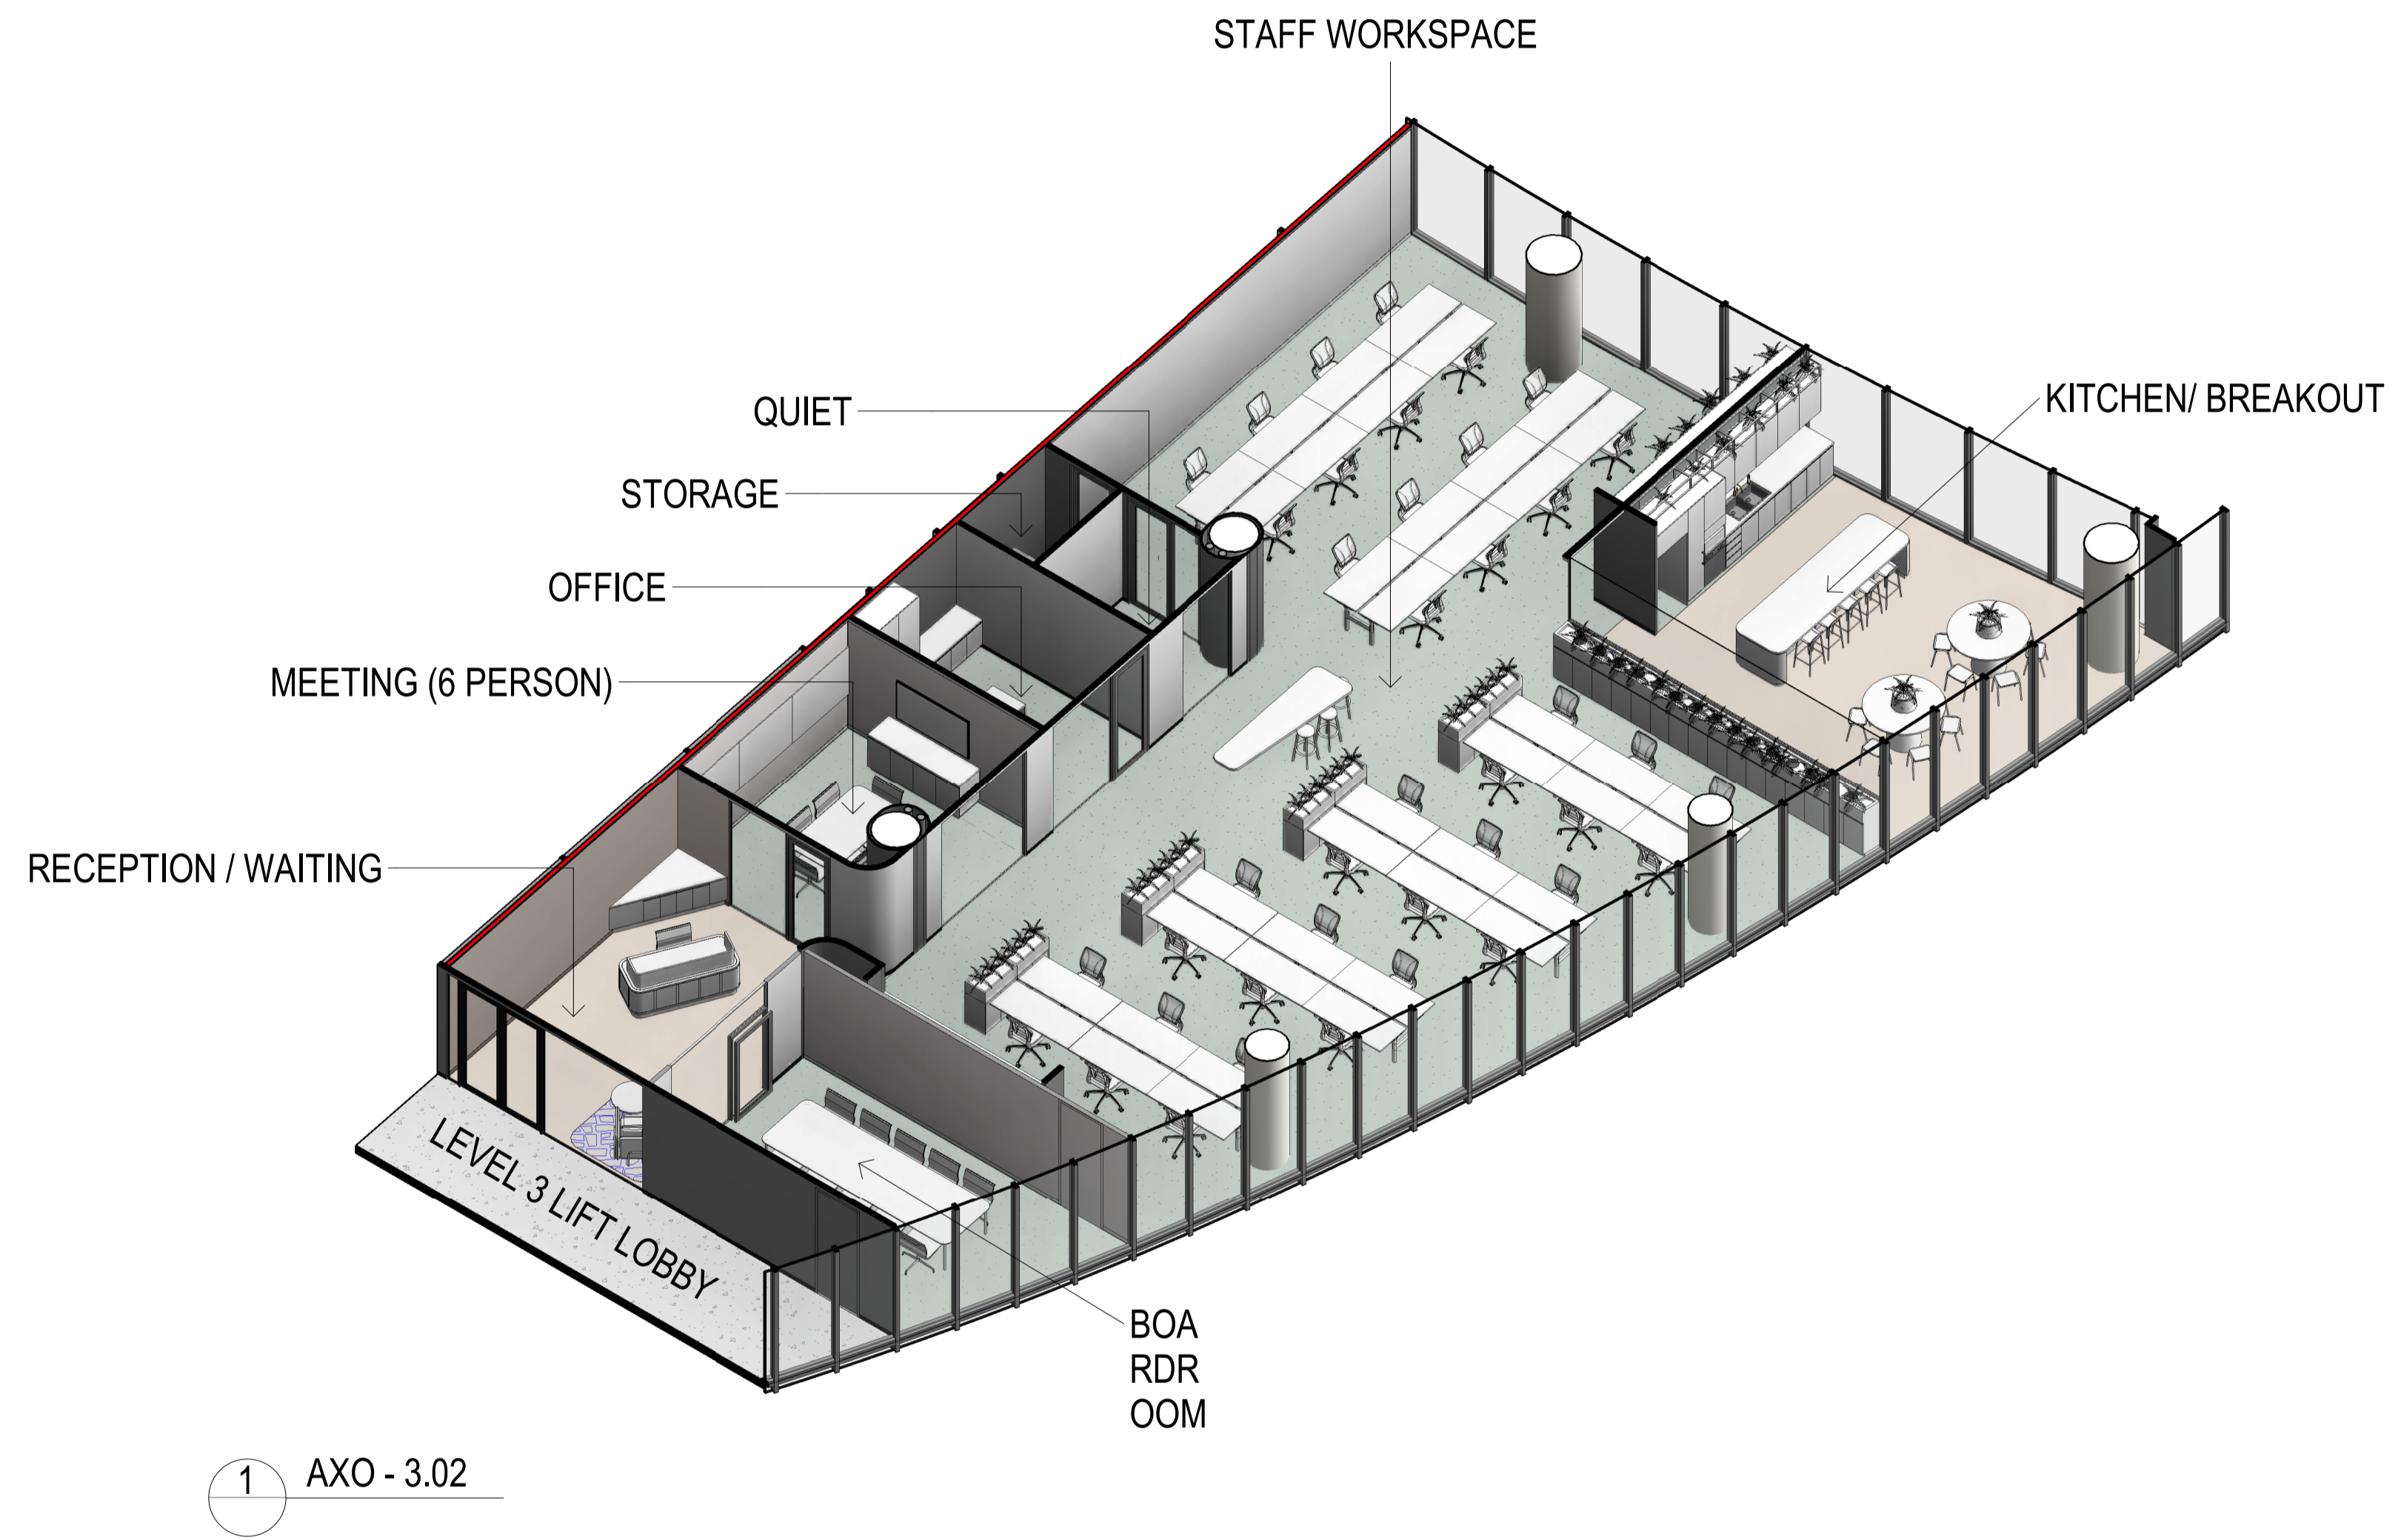 STAFF WORKSPACE
KITCHEN/ BREAKOUT
QUIET
STORAGE
OFFICE
MEETING (6 PERSON)
RECEPTION / WAITING
LEVEL 3 LIFT LOBBY
BOA
RDR
OOM
1 AXO - 3.02